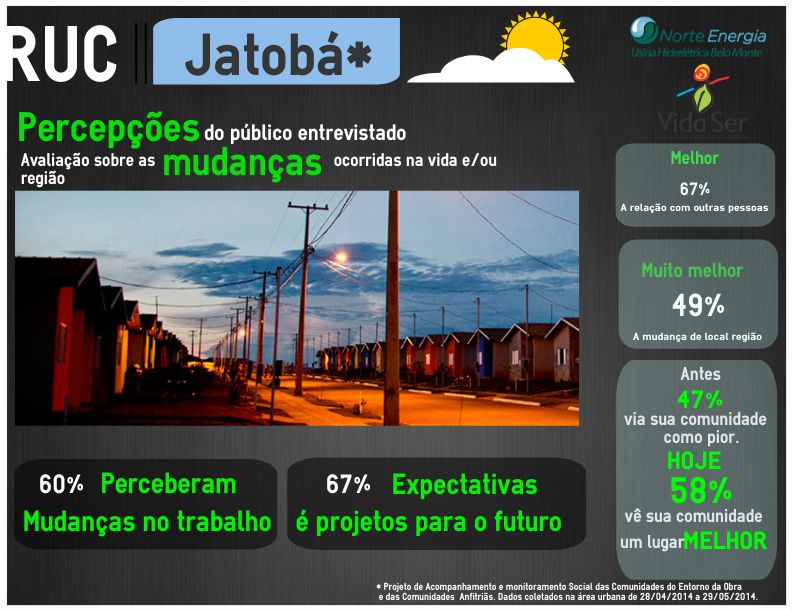 RUC
Jatobá*
Norte Energia
Usina Hidrelétrica Belo Monte
Vida Ser
Percepções do público entrevistado
Avaliação sobre as mudanças ocorridas na vida e/ou
região
Melhor
67%
A relação com outras pessoas
Muito melhor
49%
A mudança de local região
Antes
47%
via sua comunidade
como pior.
HOJE
58%
vê sua comunidade
um lugar MELHOR
60% Perceberam
Mudanças no trabalho
67% Expectativas
é projetos para o futuro
* Projeto de Acompanhamento e monitoramento Social das Comunidades do Entorno da Obra
e das Comunidades Anfitriãs. Dados coletados na área urbana de 28/04/2014 a 29/05/2014.